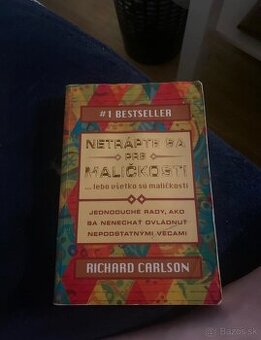 #1 BESTSELLER
NETRÁPTE SA
PRE
MALIČKOSTI
... lebo všetko sú maličkosti
JEDNODUCHÉ RADY, AKO
SA NENECHAŤ OVLÁDNUŤ
NEPODSTATNÝMI VECAMI
RICHARD CARLSON
Bazos.sk